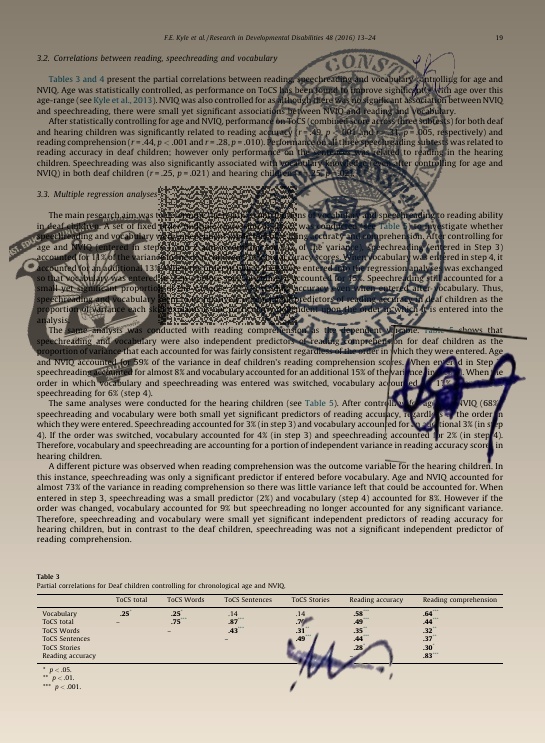 F.E. Kyle et al. / Research in Developmental Disabilities 48 (2016) 13–24
19
3.2. Correlations between reading, speechreading and vocabulary
Tables 3 and 4 present the partial correlations between reading, speechreading and vocabulary controlling for age and
NVIQ. Age was statistically controlled, as performance on ToCS has been found to improve significantly with age over this
age-range (see Kyle et al., 2013). NVIQ was also controlled for as although there was no significant association between NVIQ
and speechreading, there were small yet significant associations between NVIQ and reading and vocabulary.
After statistically controlling for age and NVIQ, performance on ToCS (combined score across three subtests) for both deaf
and hearing children was significantly related to reading accuracy (r = .49, p < .001 and r = .31, p = .005, respectively) and
reading comprehension (r = .44, p < .001 and r = .28, p = .010). Performance on all three speechreading subtests was related to
reading accuracy in deaf children; however only performance on the sentences was related to reading in the hearing
children. Speechreading was also significantly associated with vocabulary knowledge (even after controlling for age and
NVIQ) in both deaf children (r = .25, p = .021) and hearing children (r = .25, p =
3.3. Multiple regression analyses
The main research aim was to of vocabulary and speechreading to reading ability
in deaf children. A set of fixed was conducted (see Table to investigate whether
speechreading and vocabulary accuracy and comprehension. After controlling for
age and NVIQ (entered in step of the variance), speechreading (entered in Step 3)
accounted for 11% of the variance accuracy scores. When vocabulary was entered in step 4, it
accounted for an additional 13% were entered into the regression analyses was exchanged
so that vocabulary was entered accounted for 19%. Speechreading still accounted for a
small yet significant proportion accuracy even when entered after vocabulary. Thus,
speechreading and vocabulary predictors of reading accuracy in deaf children as the
proportion of variance each skill dependent upon the order in which it is entered into the
analysis.
The same analysis was conducted with reading comprehension as the dependent variable. Table shows that
speechreading and vocabulary were also independent predictors of reading comprehension for deaf children as the
proportion of variance that each accounted for was fairly consistent regardless of the order in which they were entered. Age
and NVIQ accounted for 59% of the variance in deaf children's reading comprehension scores. When entered in Step
speechreading accounted for almost 8% and vocabulary accounted for an additional 15% of the variance in When the
order in which vocabulary and speechreading was entered was switched, vocabulary accounted
speechreading for 6% (step 4).
The same analyses were conducted for the hearing children (see Table 5). After controlling for age NVIQ (68%)
speechreading and vocabulary were both small yet significant predictors of reading accuracy, regardless of the order in
which they were entered. Speechreading accounted for 3% (in step 3) and vocabulary accounted for an additional 3% (in step
4). If the order was switched, vocabulary accounted for 4% (in step 3) and speechreading accounted for 2% (in step 4).
Therefore, vocabulary and speechreading are accounting for a portion of independent variance in reading accuracy scores in
hearing children.
A different picture was observed when reading comprehension was the outcome variable for the hearing children. In
this instance, speechreading was only a significant predictor if entered before vocabulary. Age and NVIQ accounted for
almost 73% of the variance in reading comprehension so there was little variance left that could be accounted for. When
entered in step 3, speechreading was a small predictor (2%) and vocabulary (step 4) accounted for 8%. However if the
order was changed, vocabulary accounted for 9% but speechreading no longer accounted for any significant variance.
Therefore, speechreading and vocabulary were small yet significant independent predictors of reading accuracy for
hearing children, but in contrast to the deaf children, speechreading was not a significant independent predictor of
reading comprehension.
Table 3
Partial correlations for Deaf children controlling for chronological age and NVIQ.
ToCS total ToCS Words ToCS Sentences ToCS Stories Reading accuracy Reading comprehension
Vocabulary .25* .25* .14 .14 .58*** .64***
ToCS total – .75*** .87*** .49*** .44***
ToCS Words – .43*** .31** .35** .32**
ToCS Sentences – .49*** .44*** .37**
ToCS Stories .28* .30**
Reading accuracy .83***
* p < .05.
** p < .01.
*** p < .001.